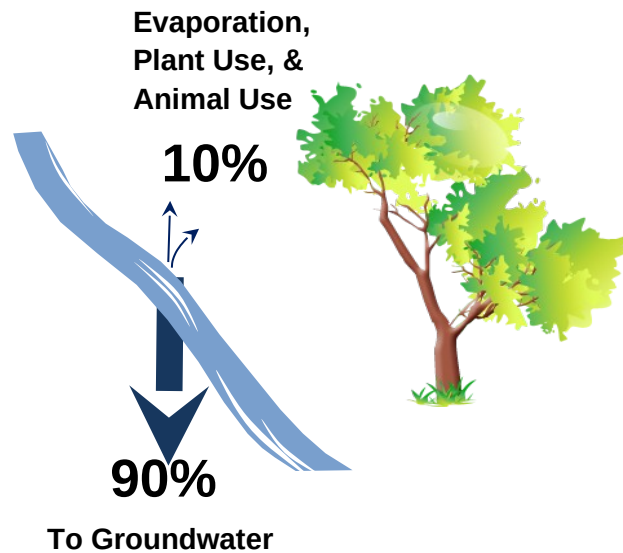 Evaporation,
Plant Use, &
Animal Use
10%
90%
To Groundwater